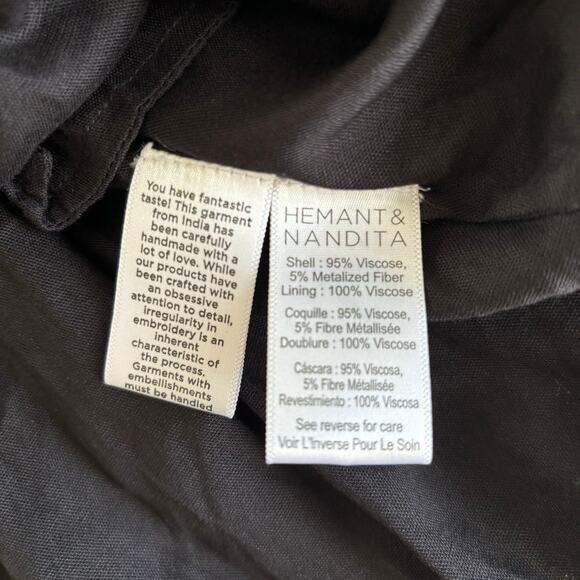 You have fantastic
taste! This garment
from India has
been carefully
handmade with a
lot of love. While
our products have
been crafted with
an obsessive
attention to detail,
irregularity in
embroidery is an
inherent
characteristic of
the process.
Garments with
embellishments
must be handled
HEMANT &
NANDITA
Shell : 95% Viscose,
5% Metalized Fiber
Lining : 100% Viscose
Coquille : 95% Viscose,
5% Fibre Métallisée
Doublure : 100% Viscose
Cáscara : 95% Viscosa,
5% Fibre Métallisée
Revestimiento : 100% Viscosa
See reverse for care
Voir L'Inverse Pour Le Soin